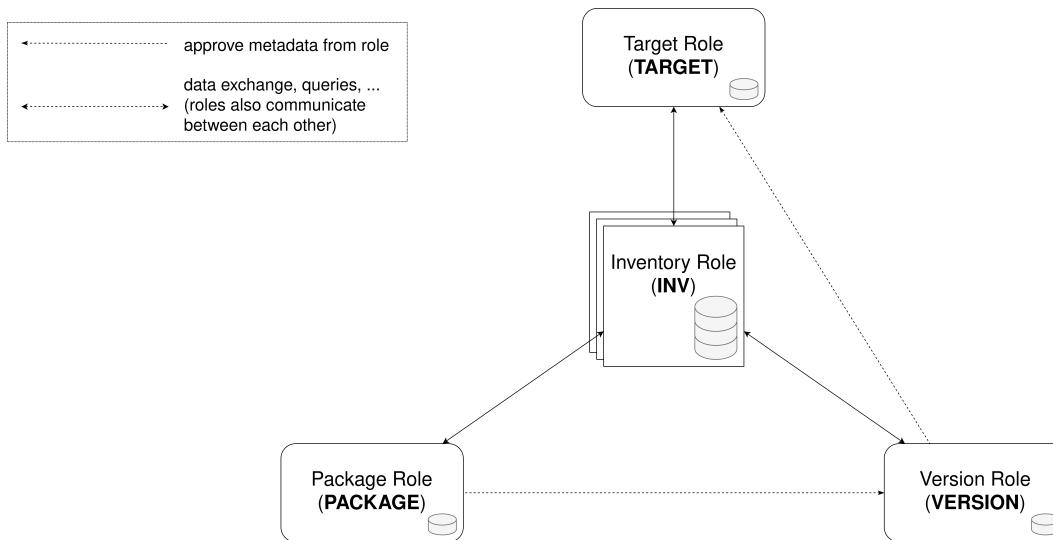 approve metadata from role
data exchange, queries, ...
(roles also communicate
between each other)
Target Role
(TARGET)
Inventory Role
(INV)
Package Role
(PACKAGE)
Version Role
(VERSION)